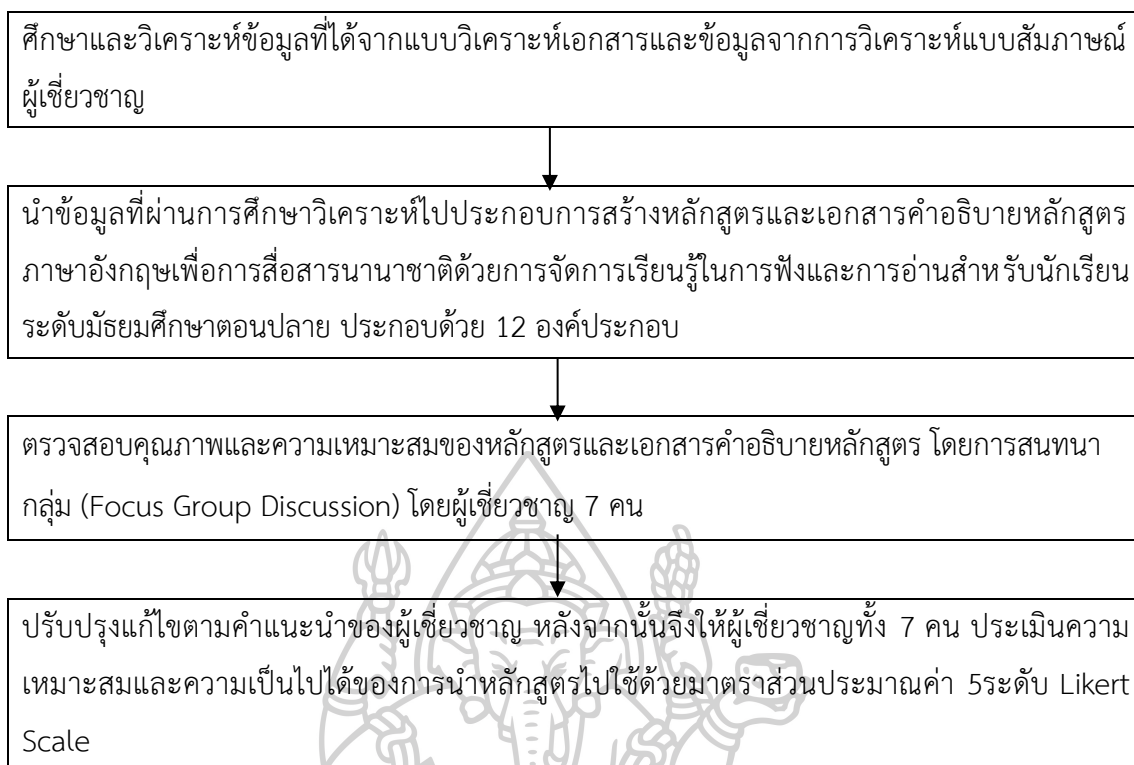 ศึกษาและวิเคราะห์ข้อมูลที่ได้จากแบบวิเคราะห์เอกสารและข้อมูลจากการวิเคราะห์แบบสัมภาษณ์
ผู้เชี่ยวชาญ
นำข้อมูลที่ผ่านการศึกษาวิเคราะห์ไปประกอบการสร้างหลักสูตรและเอกสารคำอธิบายหลักสูตร
ภาษาอังกฤษเพื่อการสื่อสารนานาชาติด้วยการจัดการเรียนรู้ในการฟังและการอ่านสำหรับนักเรียน
ระดับมัธยมศึกษาตอนปลาย ประกอบด้วย 12 องค์ประกอบ
ตรวจสอบคุณภาพและความเหมาะสมของหลักสูตรและเอกสารคำอธิบายหลักสูตร โดยการสนทนา
กลุ่ม (Focus Group Discussion) โดยผู้เชี่ยวชาญ 7 คน
ปรับปรุงแก้ไขตามคำแนะนำของผู้เชี่ยวชาญ หลังจากนั้นจึงให้ผู้เชี่ยวชาญทั้ง 7 คน ประเมินความ
เหมาะสมและความเป็นไปได้ของการนำหลักสูตรไปใช้ด้วยมาตราส่วนประมาณค่า 5ระดับ Likert
Scale